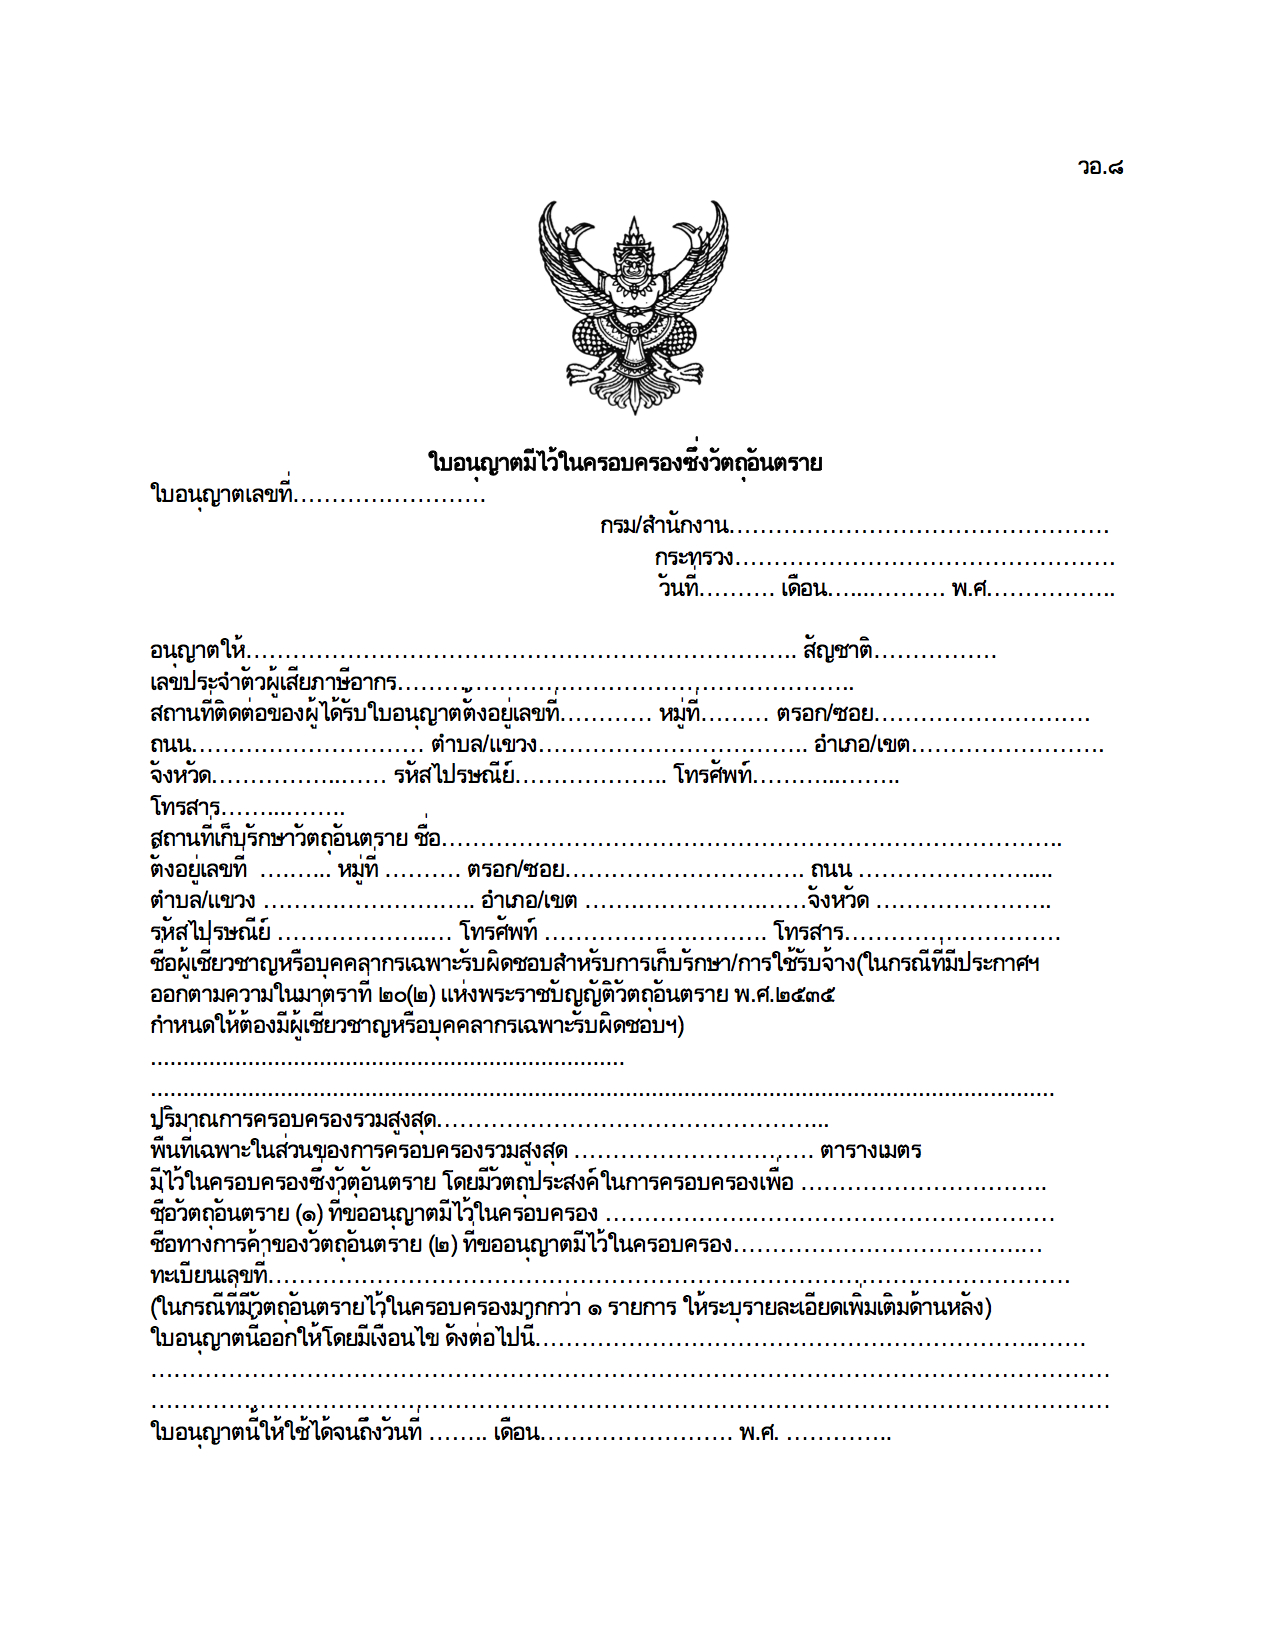 วอ.๘
ใบอนุญาตมีไว้ในครอบครองซึ่งวัตถุอันตราย
ใบอนุญาตเลขที่…………………….
กรม/สำนักงาน………………………………………….
กระทรวง………………………………………….
วันที่………. เดือน…...………. พ.ศ……………..
อนุญาตให้…………………………………………………………….. สัญชาติ…………….
เลขประจำตัวผู้เสียภาษีอากร…………………………………………………..
สถานที่ติดต่อของผู้ได้รับใบอนุญาตตั้งอยู่เลขที่………… หมู่ที่……… ตรอก/ซอย……………………….
ถนน………………………… ตำบล/แขวง…………………………….. อำเภอ/เขต…………………….
จังหวัด……………..…… รหัสไปรษณีย์……………….. โทรศัพท์………...……..
โทรสาร……...……..
สถานที่เก็บรักษาวัตถุอันตราย ชื่อ……………………………………………………………………..
ตั้งอยู่เลขที่ ….….. หมู่ที่ ………. ตรอก/ซอย…………………………. ถนน ………………….....
ตำบล/แขวง ………………….….. อำเภอ/เขต ………………….……จังหวัด …………………..
รหัสไปรษณีย์ ………………..… โทรศัพท์ ………………………. โทรสาร……………………….
ชื่อผู้เชี่ยวชาญหรือบุคคลากรเฉพาะรับผิดชอบสำหรับการเก็บรักษา/การใช้รับจ้าง(ในกรณีที่มีประกาศฯ
ออกตามความในมาตราที่ ๒๐(๒) แห่งพระราชบัญญัติวัตถุอันตราย พ.ศ.๒๕๓๕
กำหนดให้ต้องมีผู้เชี่ยวชาญหรือบุคคลากรเฉพาะรับผิดชอบฯ)
.........................................................................
...........................................................................................................................................
ปริมาณการครอบครองรวมสูงสุด…………………………………………...
พื้นที่เฉพาะในส่วนของการครอบครองรวมสูงสุด …………………………. ตารางเมตร
มีไว้ในครอบครองซึ่งวัตุอันตราย โดยมีวัตถุประสงค์ในการครอบครองเพื่อ …………………………..
ชื่อวัตถุอันตราย (๑) ที่ขออนุญาตมีไว้ในครอบครอง ………………………………………………….
ชื่อทางการค้าของวัตถุอันตราย (๒) ที่ขออนุญาตมีไว้ในครอบครอง……………………………….…
ทะเบียนเลขที่………………………………………………………………………………………….
(ในกรณีที่มีวัตถุอันตรายไว้ในครอบครองมากกว่า ๑ รายการ ให้ระบุรายละเอียดเพิ่มเติมด้านหลัง)
ใบอนุญาตนี้ออกให้โดยมีเงื่อนไข ดังต่อไปนี้……………………………………………………….……
……………………………………………………………………………………………………………
……………………………………………………………………………………………………………
ใบอนุญาตนี้ให้ใช้ได้จนถึงวันที่ …….. เดือน……………………. พ.ศ. …………..